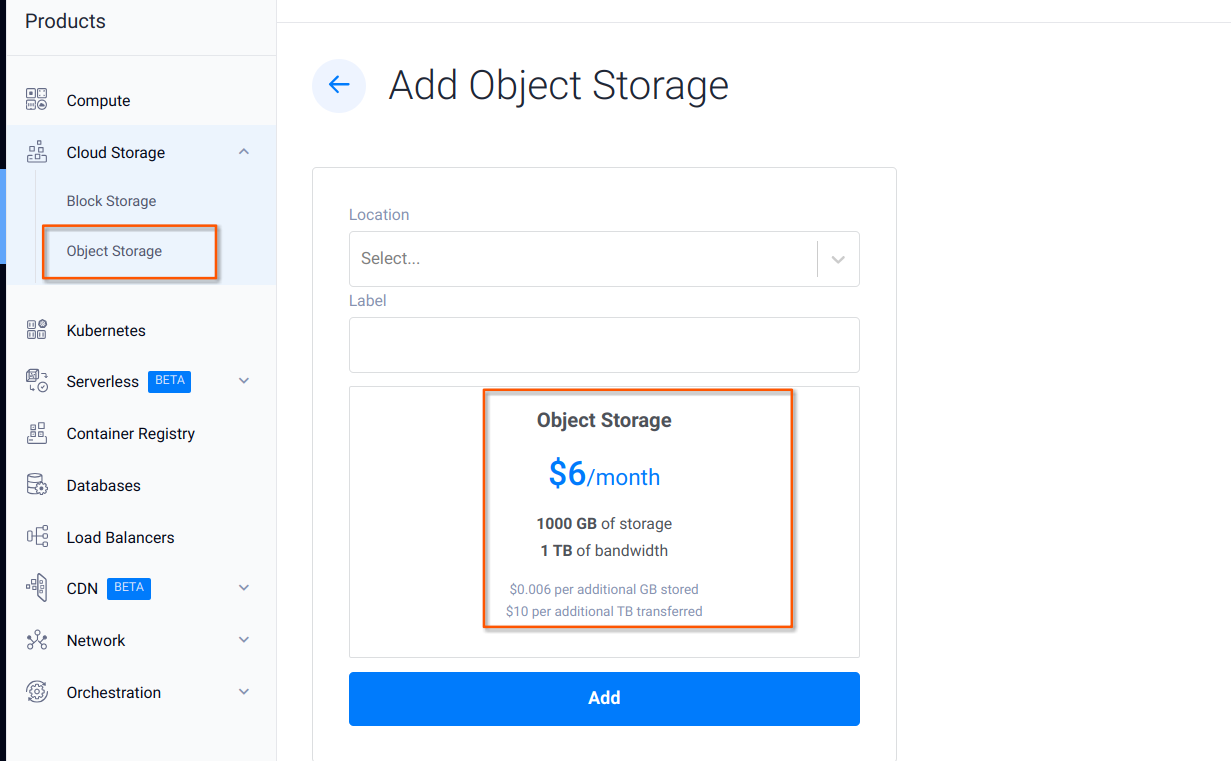 Products
Compute
Cloud Storage
Block Storage
Object Storage
Kubernetes
Serverless BETA
Container Registry
Databases
Load Balancers
CDN BETA
Network
Orchestration
Add Object Storage
Location
Select...
Label
Object Storage
$6/month
1000 GB of storage
1 TB of bandwidth
$0.006 per additional GB stored
$10 per additional TB transferred
Add